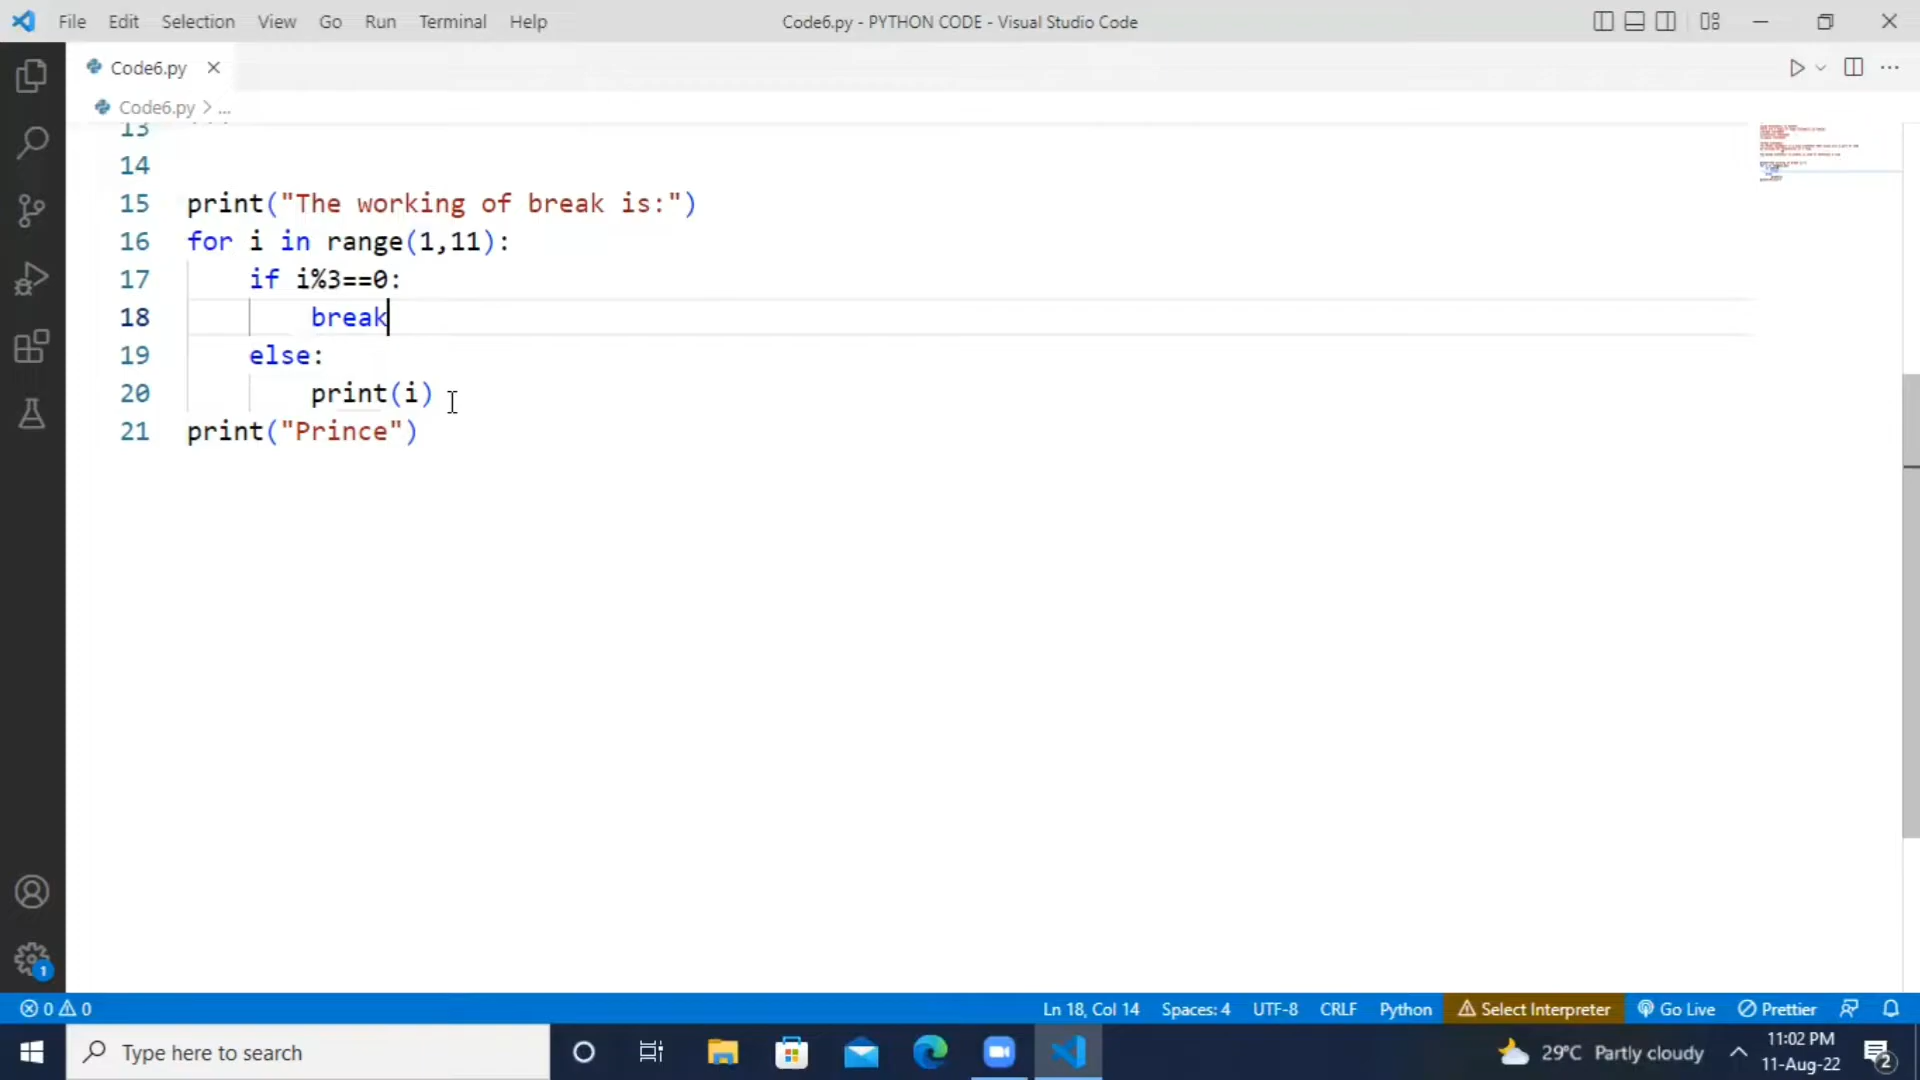 File Edit Selection View Go Run Terminal Help Code6.py - PYTHON CODE - Visual Studio Code
Code6.py
Code6.py > ...
13
14
15 print("The working of break is:")
16 for i in range(1,11):
17 if i%3==0:
18 break
19 else:
20 print(i)
21 print("Prince")
1
0 0 Ln 18, Col 14 Spaces: 4 UTF-8 CRLF Python Select Interpreter Go Live Prettier
Type here to search 29°C Partly cloudy 11:02 PM
11-Aug-22 2